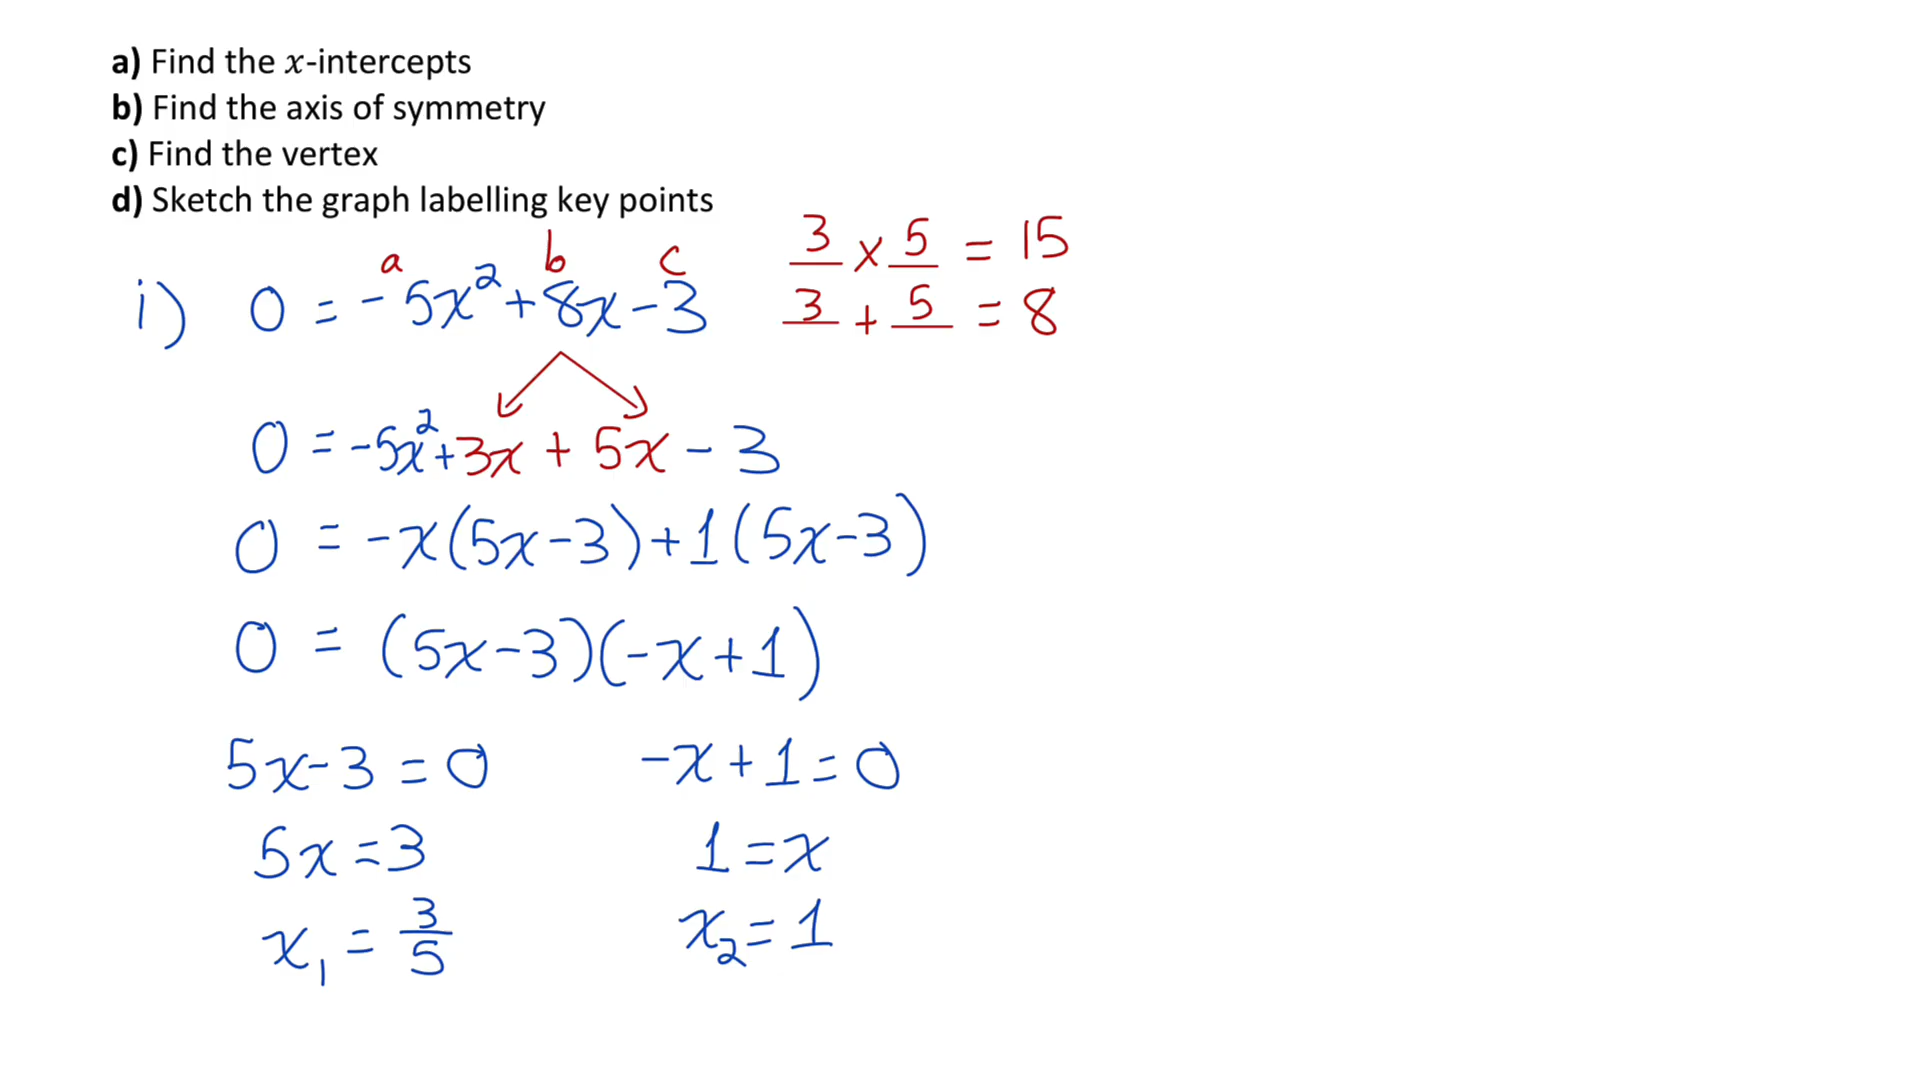 a) Find the x-intercepts
b) Find the axis of symmetry
c) Find the vertex
d) Sketch the graph labelling key points
3 × 5 = 15
a b c
i) 0 = -5x² + 8x - 3
3 + 5 = 8
0 = -5x² + 3x + 5x - 3
0 = -x(5x-3)+1(5x-3)
0 = (5x-3)(-x+1)
5x-3=0 -x+1=0
5x=3 1=x
x₁ = 3/5 x₂=1